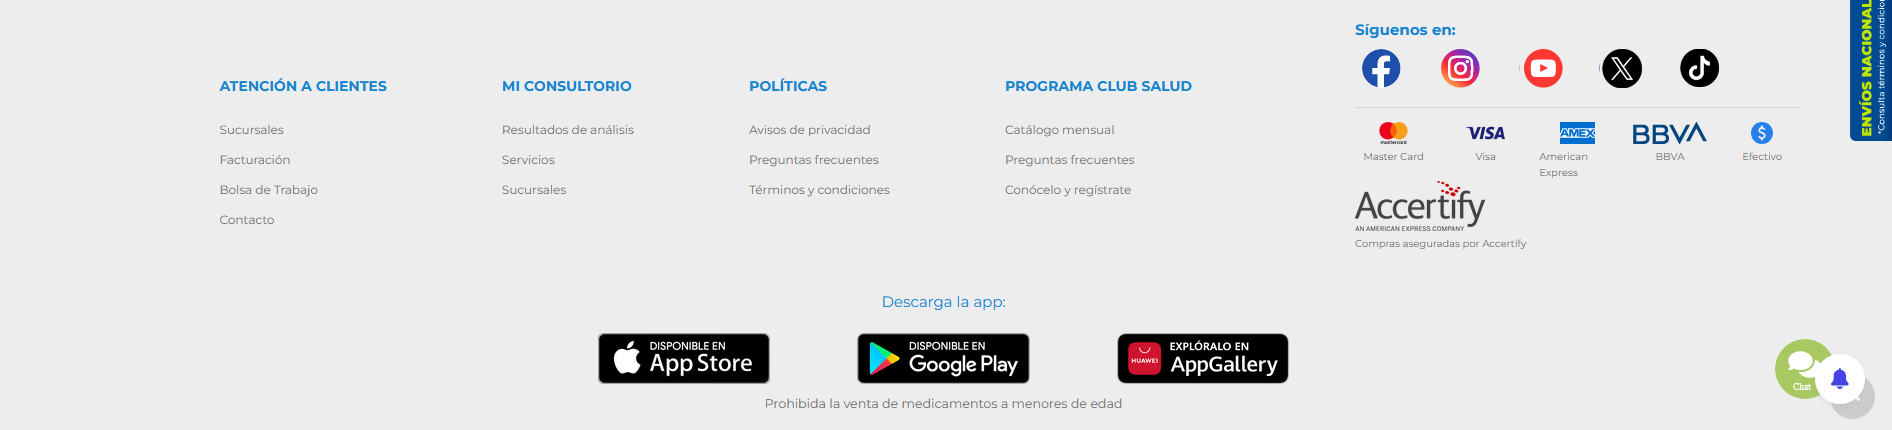 ATENCIÓN A CLIENTES
Sucursales
Facturación
Bolsa de Trabajo
Contacto
MI CONSULTORIO
Resultados de análisis
Servicios
Sucursales
POLÍTICAS
Avisos de privacidad
Preguntas frecuentes
Términos y condiciones
PROGRAMA CLUB SALUD
Catálogo mensual
Preguntas frecuentes
Conócelo y regístrate
Síguenos en:
mastercard
Master Card
VISA
Visa
AMEX
American
Express
BBVA
BBVA
$
Efectivo
Accertify
AN AMERICAN EXPRESS COMPANY
Compras aseguradas por Accertify
Descarga la app:
DISPONIBLE EN
App Store
DISPONIBLE EN
Google Play
HUAWEI
EXPLÓRALO EN
AppGallery
Prohibida la venta de medicamentos a menores de edad
ENVÍOS
*Consulta términos y
Chat